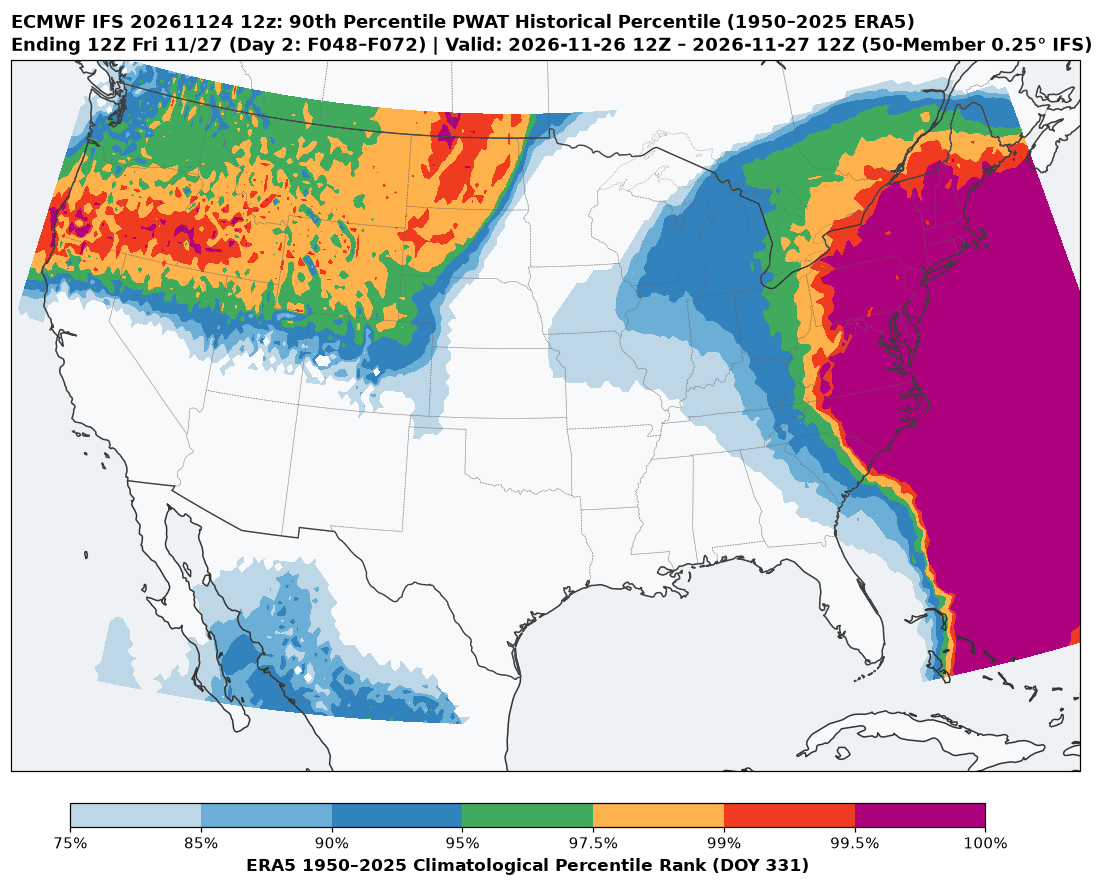 ECMWF IFS 20261124 12z: 90th Percentile PWAT Historical Percentile (1950–2025 ERA5)
Ending 12Z Fri 11/27 (Day 2: F048–F072) | Valid: 2026-11-26 12Z – 2026-11-27 12Z (50-Member 0.25° IFS)
75% 85% 90% 95% 97.5% 99% 99.5% 100%
ERA5 1950–2025 Climatological Percentile Rank (DOY 331)